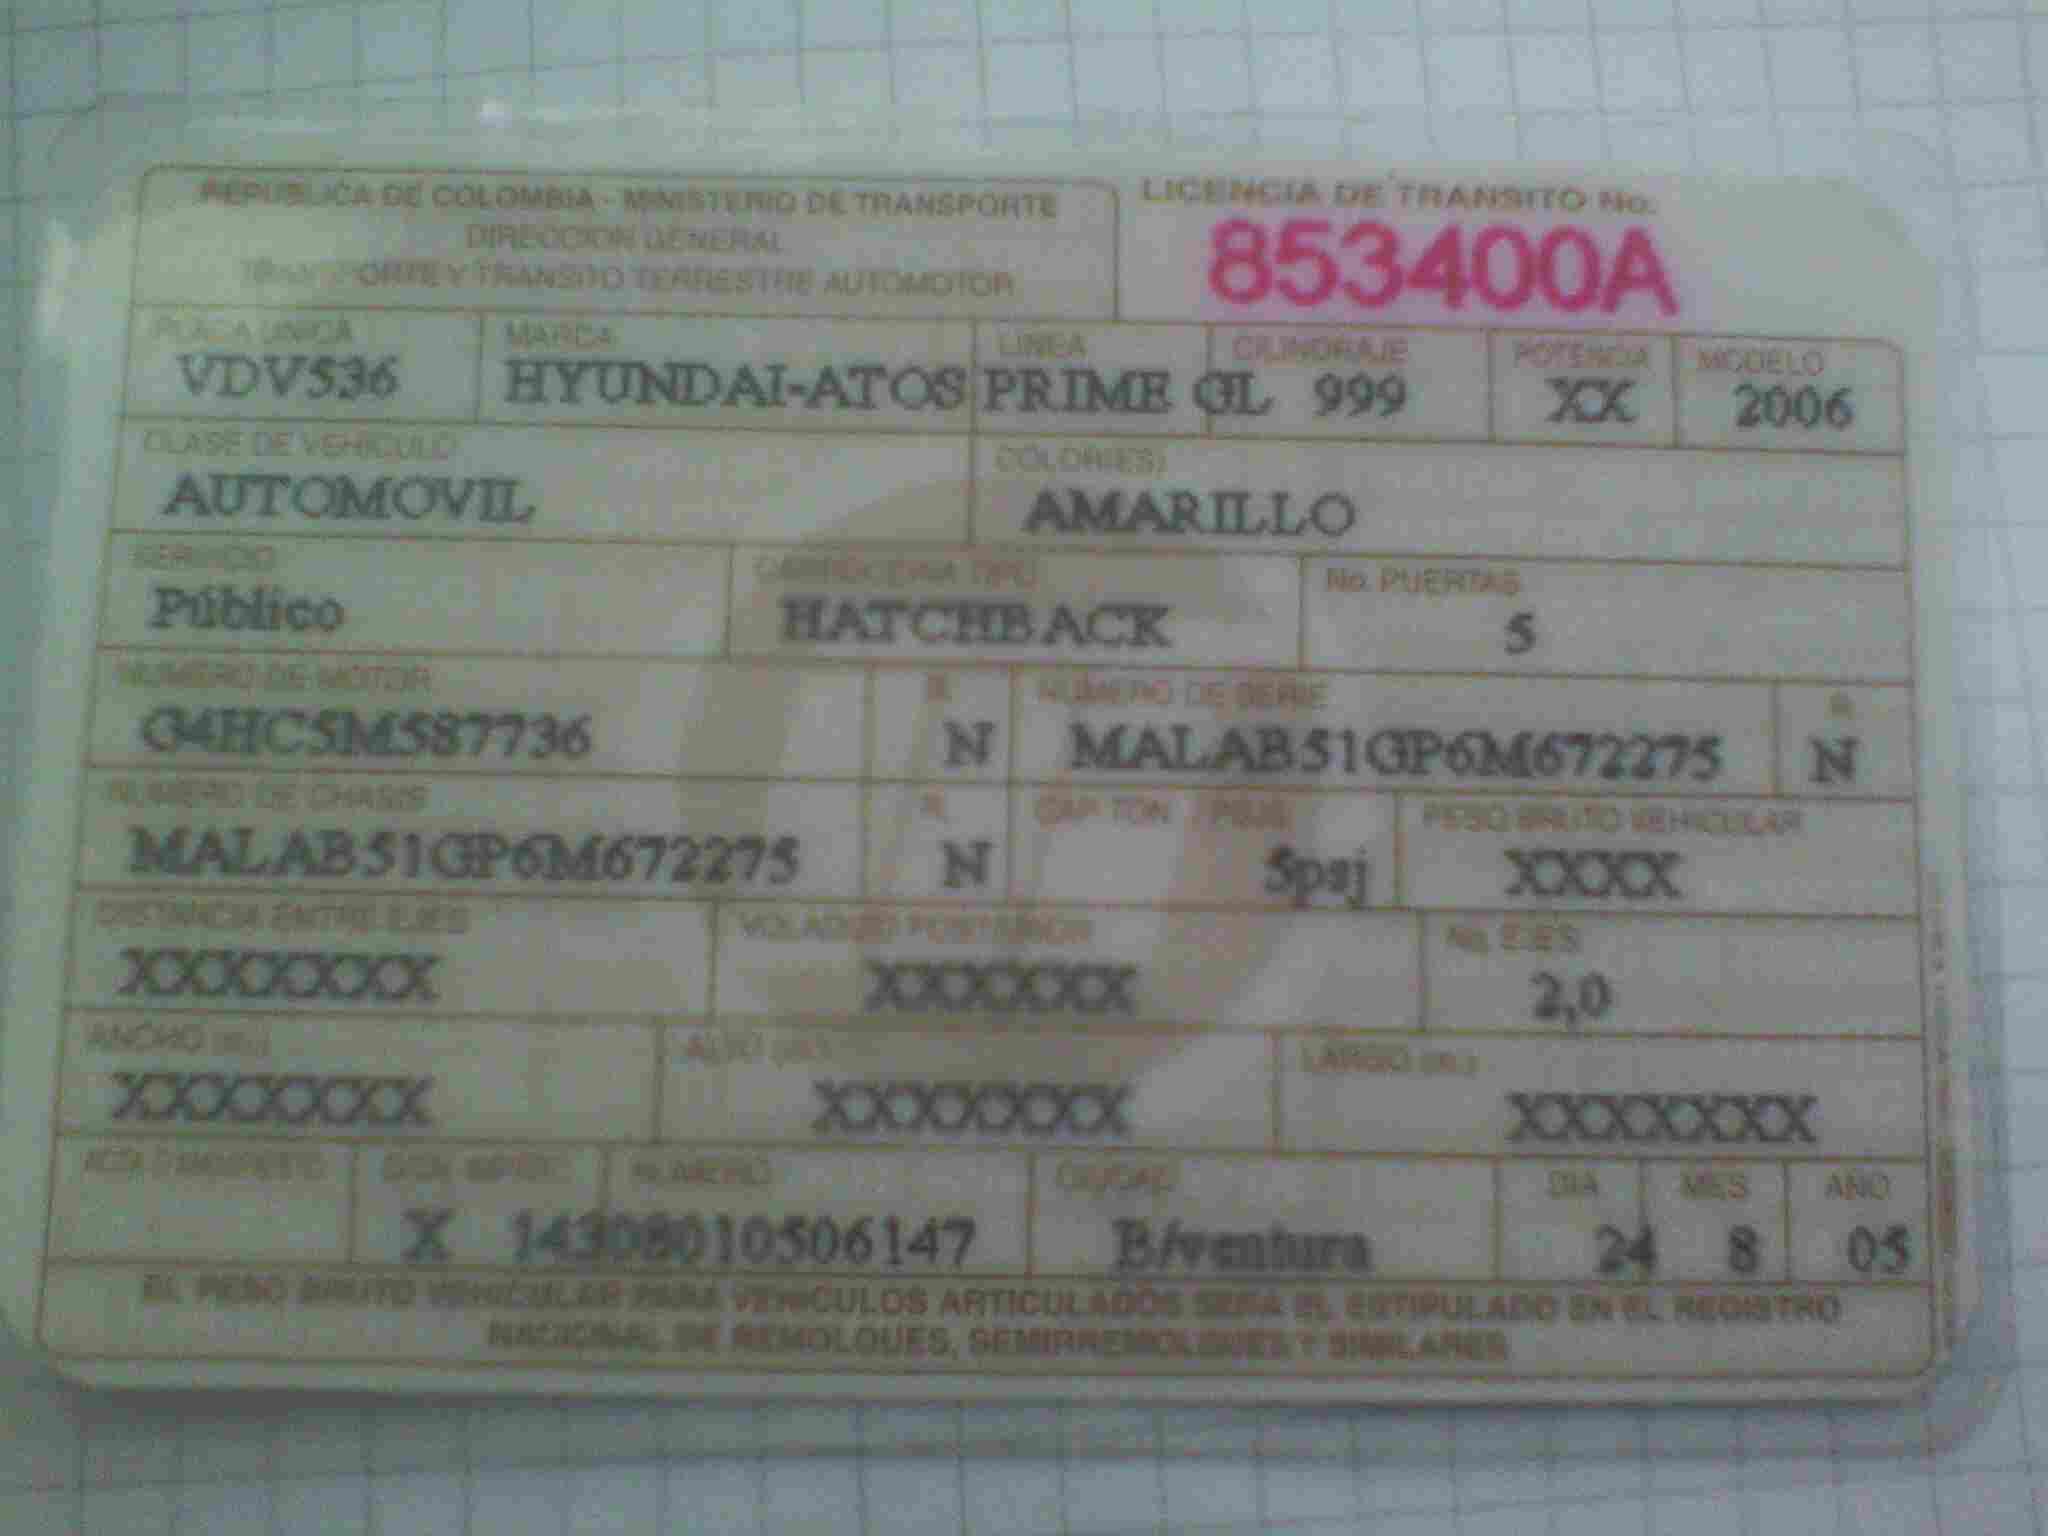 REPUBLICA DE COLOMBIA - MINISTERIO DE TRANSPORTE
DIRECCION GENERAL
TRANSPORTE Y TRANSITO TERRESTRE AUTOMOTOR
LICENCIA DE TRANSITO No.
853400A
PLACA UNICA MARCA LINEA CILINDRAJE POTENCIA MODELO
VDV536 HYUNDAI-ATOS PRIME GL 999 XX 2006
CLASE DE VEHICULO COLOR(ES)
AUTOMOVIL AMARILLO
SERVICIO CARROCERIA TIPO No. PUERTAS
Público HATCHBACK 5
NUMERO DE MOTOR R NUMERO DE SERIE R
G4HC5M587736 N MALAB51GP6M672275 N
NUMERO DE CHASIS R CAP TON PSJS PESO BRUTO VEHICULAR
MALAB51GP6M672275 N 5psj XXXX
DISTANCIA ENTRE EJES VOLADIZO POSTERIOR No. EJES
XXXXXXX XXXXXX 2,0
ANCHO (m.) ALTO (m.) LARGO (m.)
XXXXXXX XXXXXXX XXXXXXX
NUMERO CIUDAD DIA MES AÑO
X 14308010506147 B/ventura 24 8 05
EL PESO BRUTO VEHICULAR PARA VEHICULOS ARTICULADOS SERA EL ESTIPULADO EN EL REGISTRO
NACIONAL DE REMOLQUES, SEMIRREMOLQUES Y SIMILARES